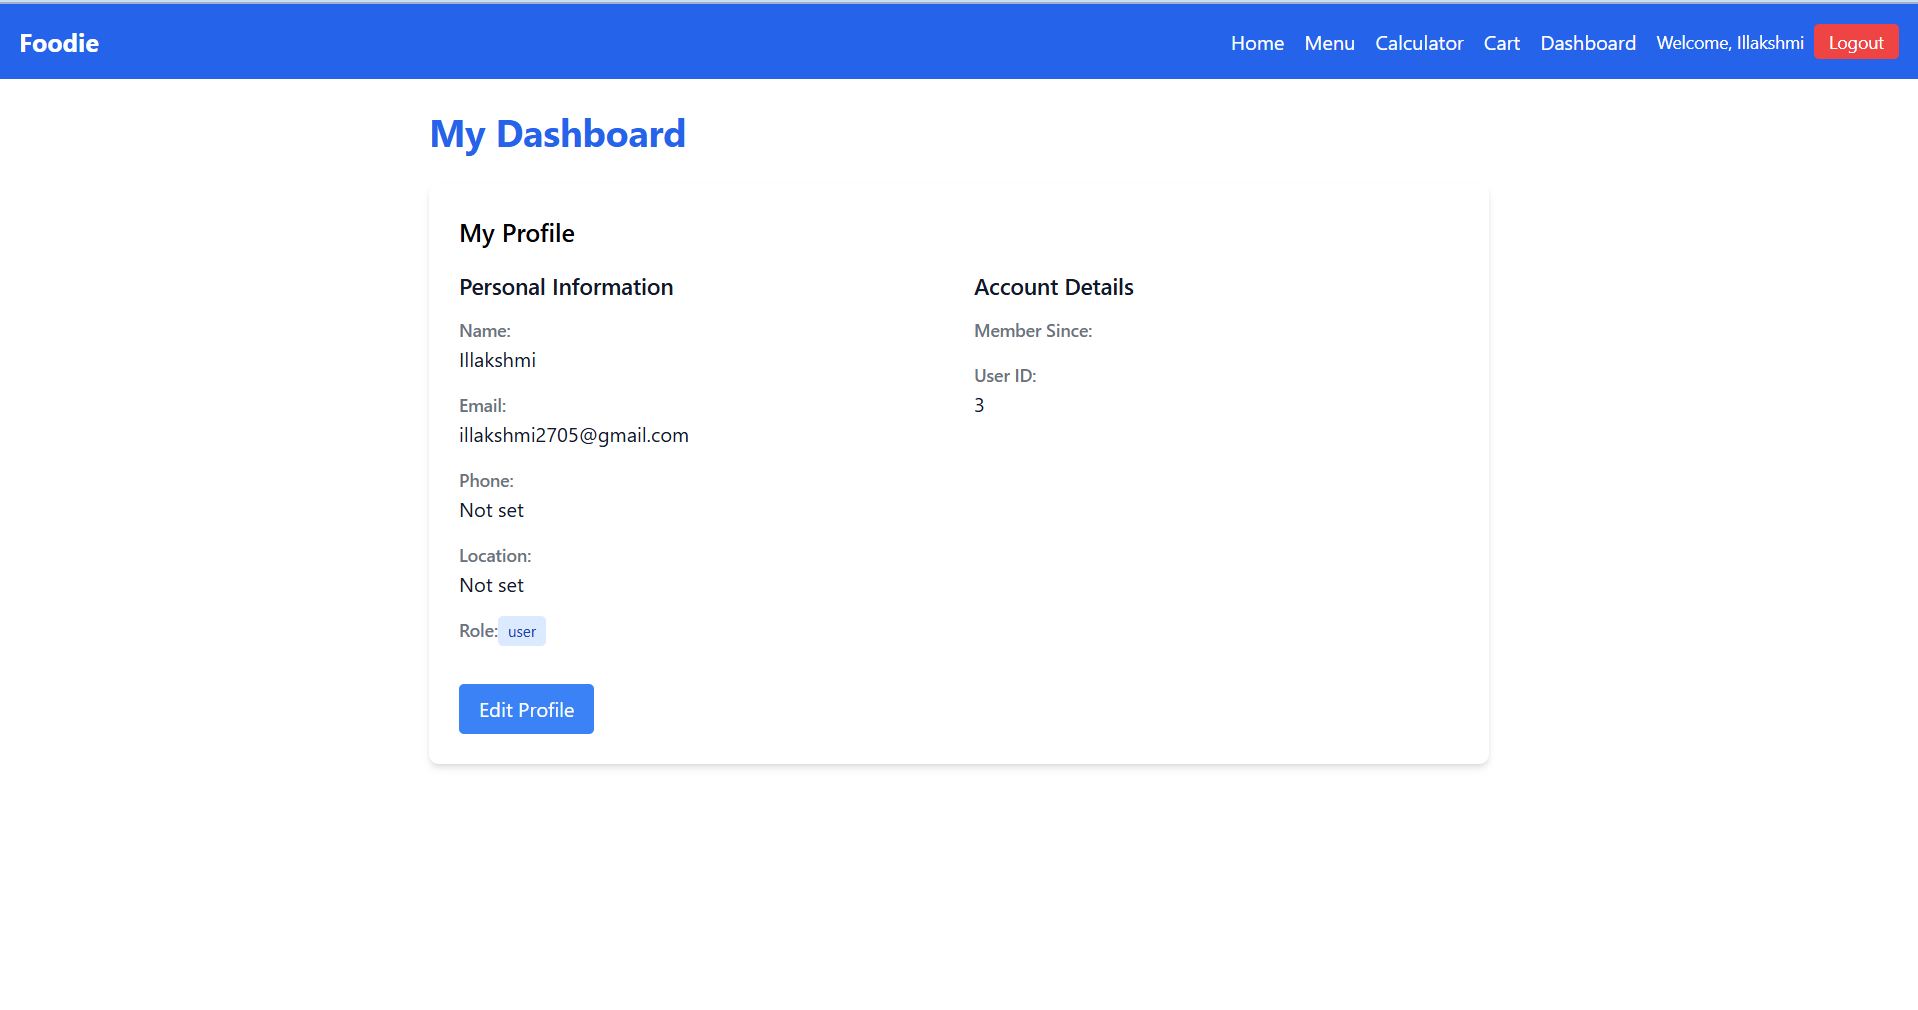 Foodie
Home Menu Calculator Cart Dashboard Welcome, Illakshmi Logout
My Dashboard
My Profile
Personal Information
Name:
Illakshmi
Email:
illakshmi2705@gmail.com
Phone:
Not set
Location:
Not set
Role: user
Edit Profile
Account Details
Member Since:
User ID:
3